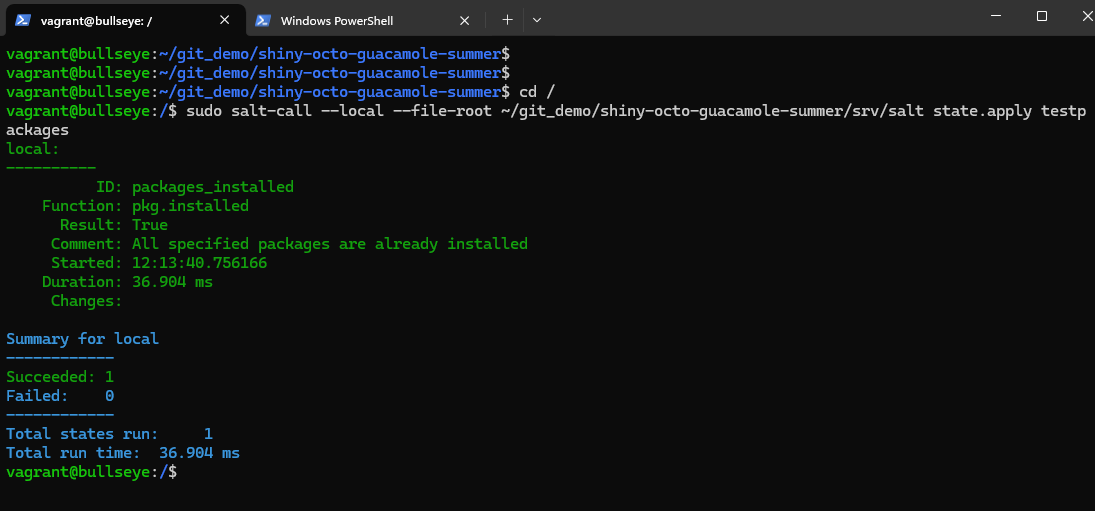 vagrant@bullseye: /
Windows PowerShell
vagrant@bullseye:~/git_demo/shiny-octo-guacamole-summer$
vagrant@bullseye:~/git_demo/shiny-octo-guacamole-summer$
vagrant@bullseye:~/git_demo/shiny-octo-guacamole-summer$ cd /
vagrant@bullseye:/$ sudo salt-call --local --file-root ~/git_demo/shiny-octo-guacamole-summer/srv/salt state.apply testp
ackages
local:
----------
          ID: packages_installed
    Function: pkg.installed
      Result: True
     Comment: All specified packages are already installed
     Started: 12:13:40.756166
    Duration: 36.904 ms
     Changes:

Summary for local
------------
Succeeded: 1
Failed:    0
------------
Total states run:     1
Total run time:  36.904 ms
vagrant@bullseye:/$